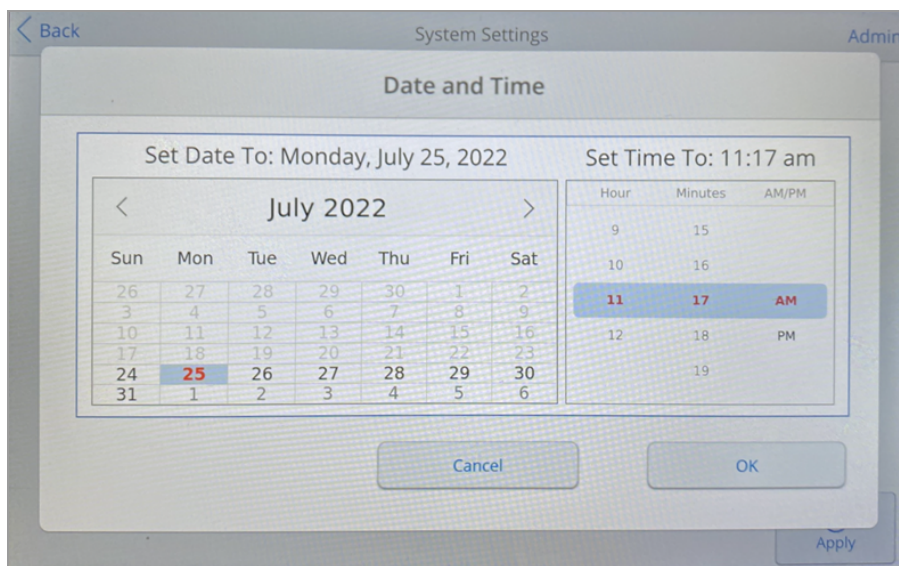 Back System Settings Admin
Date and Time
Set Date To: Monday, July 25, 2022 Set Time To: 11:17 am
July 2022
Sun Mon Tue Wed Thu Fri Sat
26 27 28 29 30 1 2
3 4 5 6 7 8 9
10 11 12 13 14 15 16
17 18 19 20 21 22 23
24 25 26 27 28 29 30
31 1 2 3 4 5 6
Hour Minutes AM/PM
9 15
10 16
11 17 AM
12 18 PM
19
Cancel OK
Apply